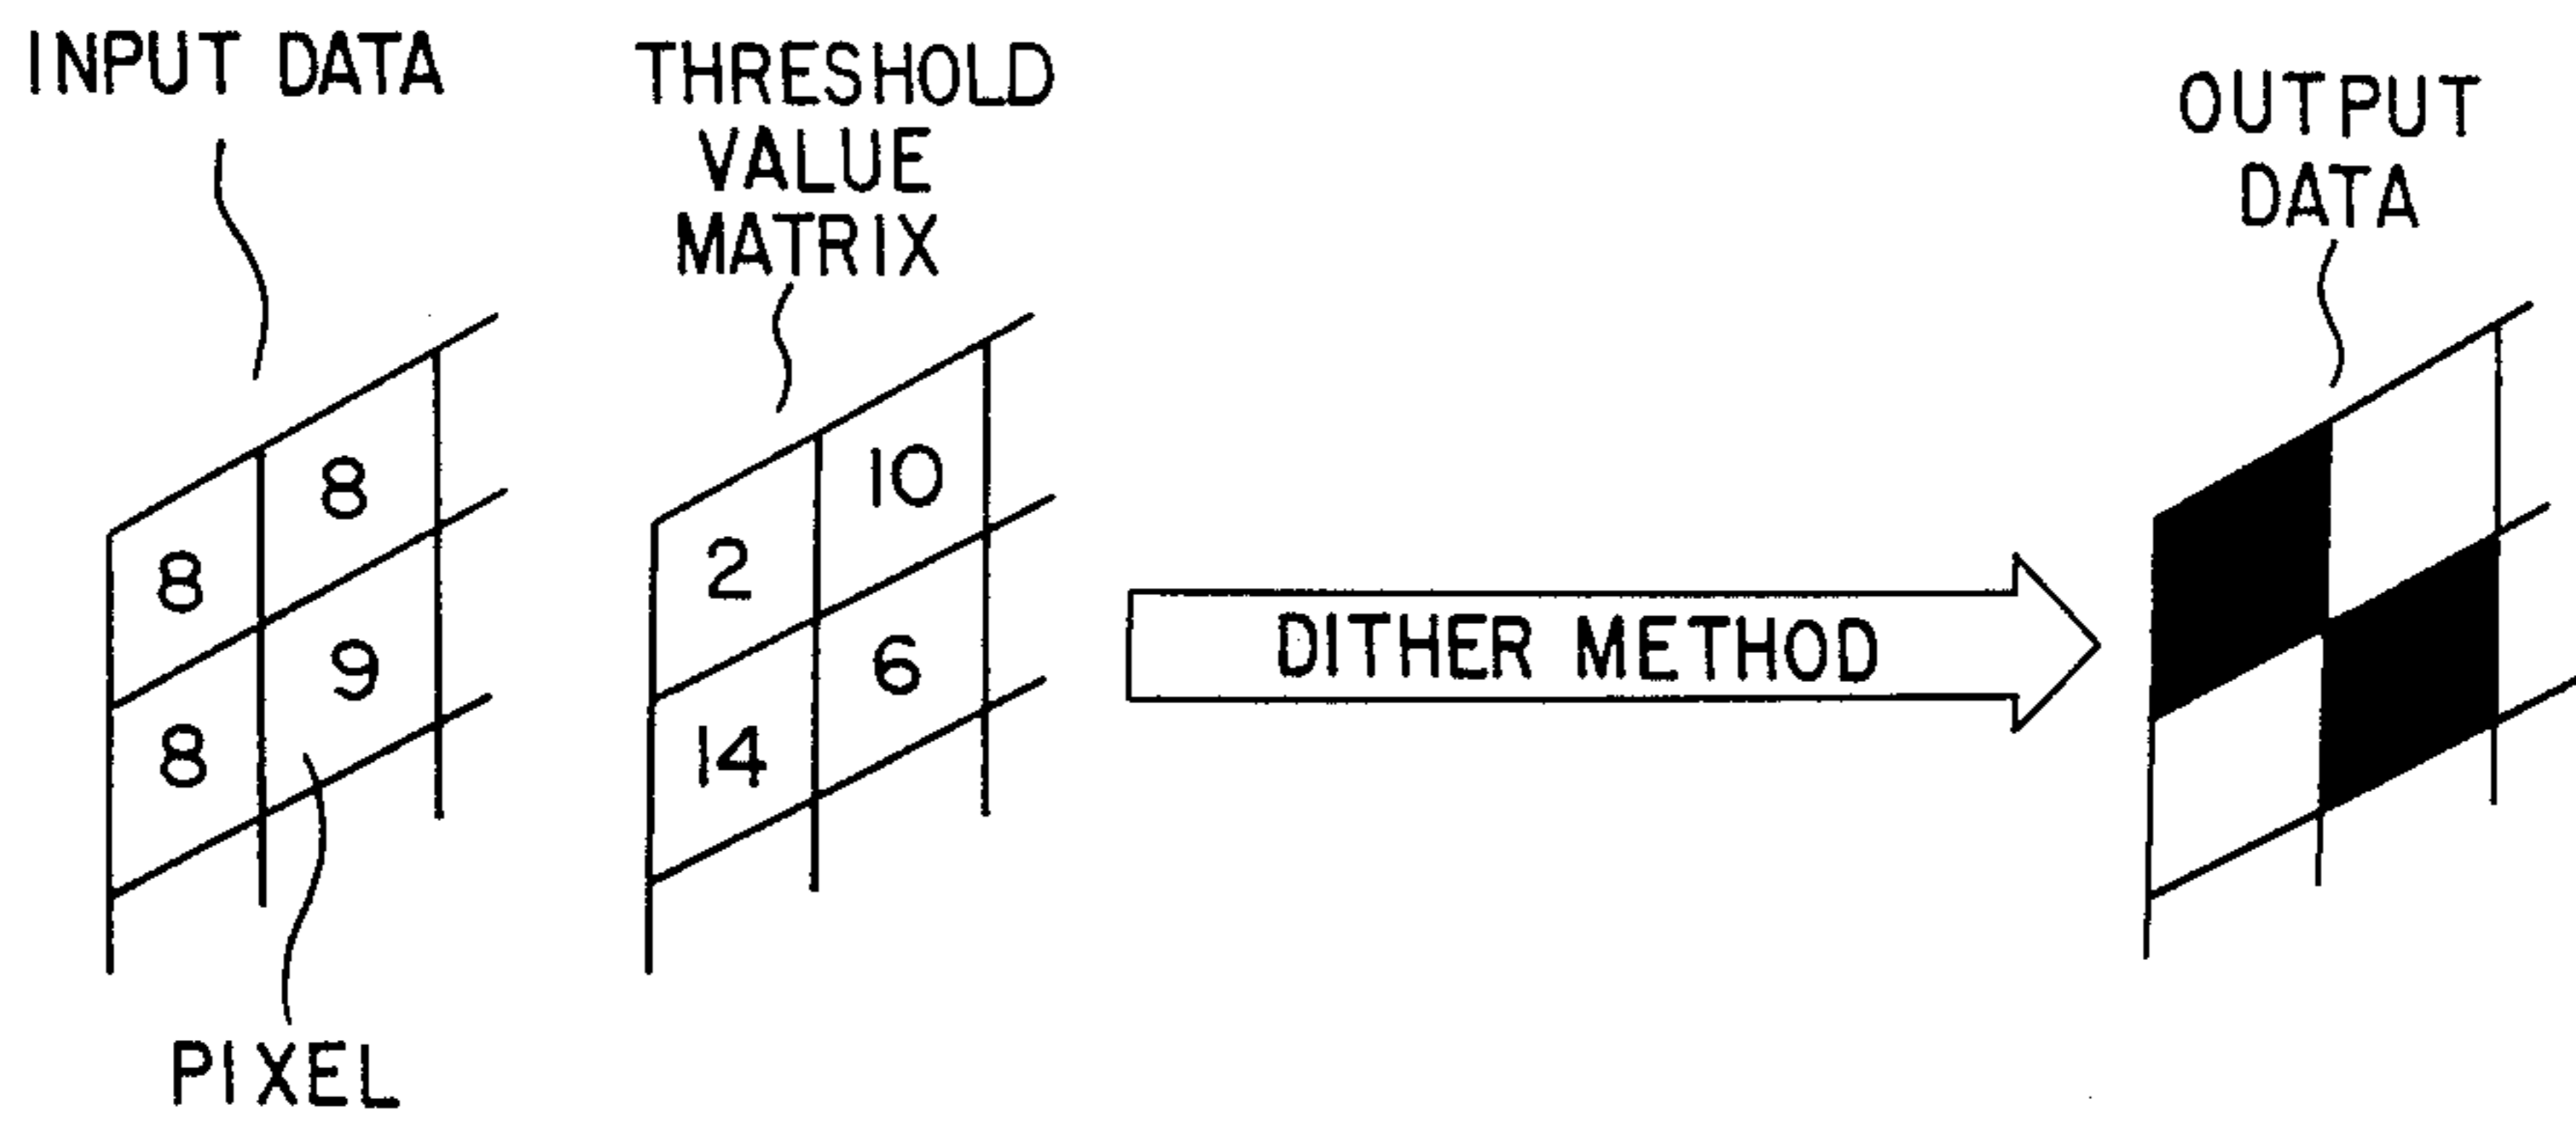 INPUT DATA
THRESHOLD
VALUE
MATRIX
OUTPUT
DATA
8 8
8 9
2 10
14 6
DITHER METHOD
PIXEL